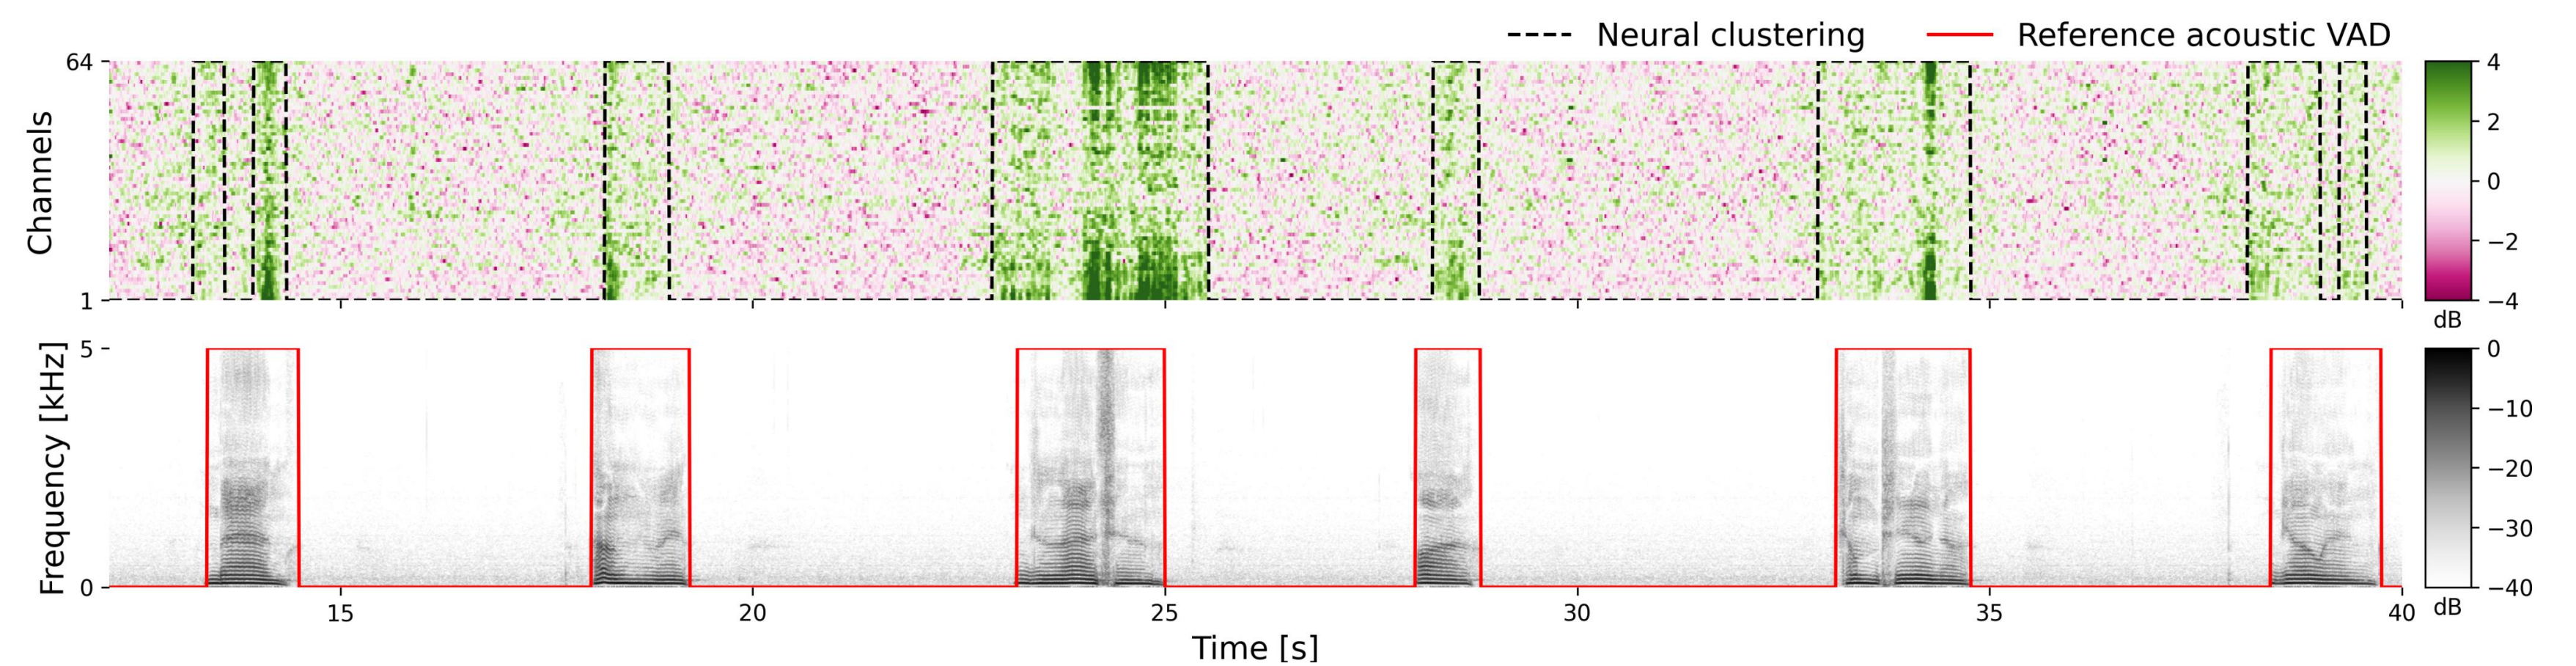 Neural clustering
Reference acoustic VAD
64
1
Channels
4
2
0
−2
−4
dB
5
0
Frequency [kHz]
0
−10
−20
−30
−40
dB
15 20 25 30 35 40
Time [s]